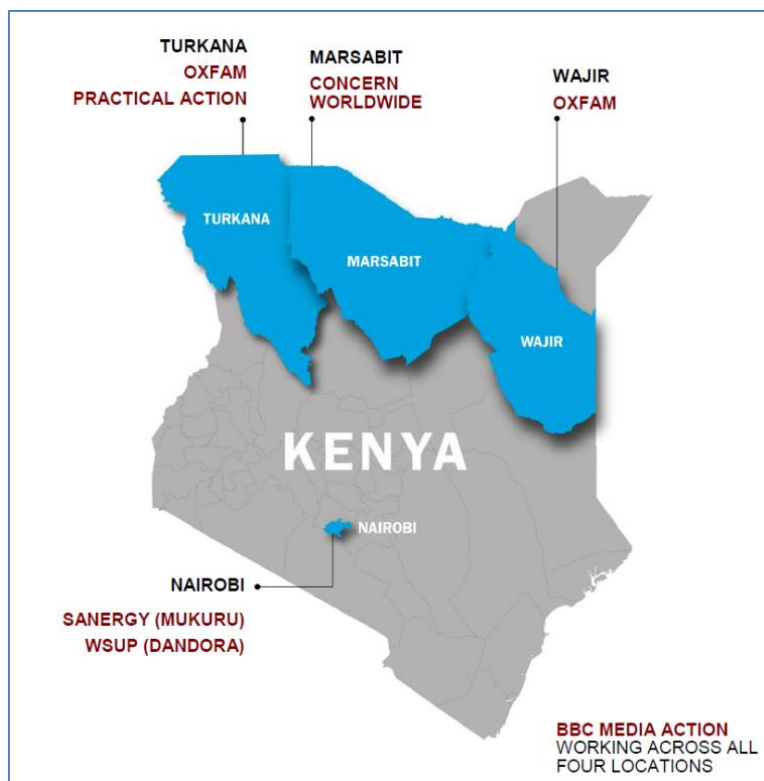 TURKANA
OXFAM
PRACTICAL ACTION
MARSABIT
CONCERN
WORLDWIDE
WAJIR
OXFAM
TURKANA
MARSABIT
WAJIR
KENYA
NAIROBI
NAIROBI
SANERGY (MUKURU)
WSUP (DANDORA)
BBC MEDIA ACTION
WORKING ACROSS ALL
FOUR LOCATIONS